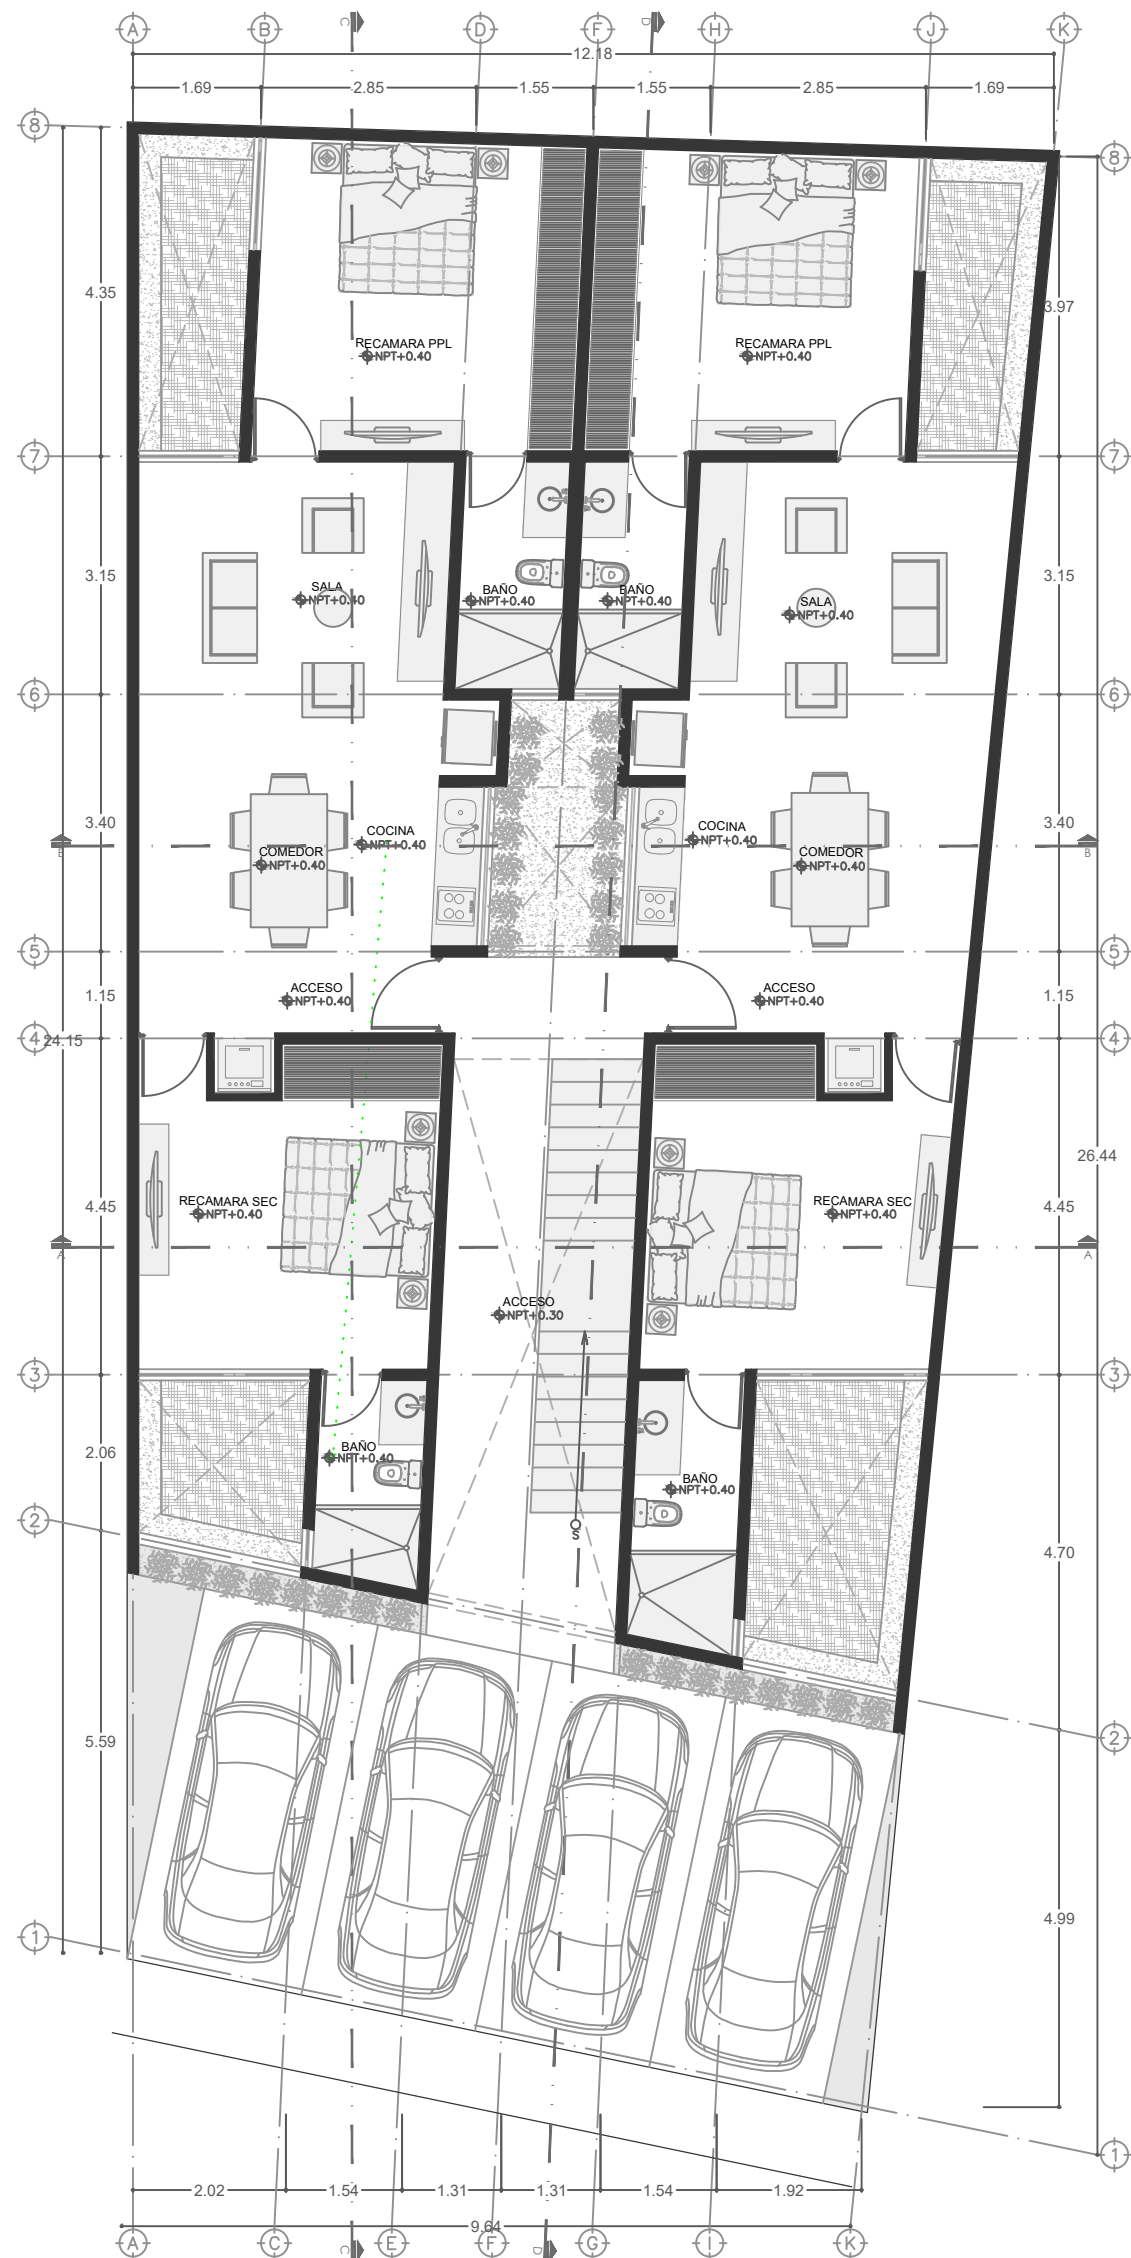 A B C D F H D J K
12.18
1.69 2.85 1.55 1.55 2.85 1.69
8
8
4.35
3.97
RECAMARA PPL
NPT+0.40
RECAMARA PPL
NPT+0.40
7
7
3.15
3.15
SALA
NPT+0.40
BAÑO
NPT+0.40
BAÑO
NPT+0.40
SALA
NPT+0.40
6
6
3.40
3.40
COCINA
NPT+0.40
COCINA
NPT+0.40
B
B
COMEDOR
NPT+0.40
COMEDOR
NPT+0.40
5
5
1.15
1.15
ACCESO
NPT+0.40
ACCESO
NPT+0.40
4
24.15
4
26.44
4.45
4.45
RECAMARA SEC
NPT+0.40
RECAMARA SEC
NPT+0.40
A
A
ACCESO
NPT+0.30
3
3
2.06
BAÑO
NPT+0.40
BAÑO
NPT+0.40
2
S
4.70
2
5.59
4.99
1
1
2.02 1.54 1.31 1.31 1.54 1.92
9.64
A C C E F D G I K